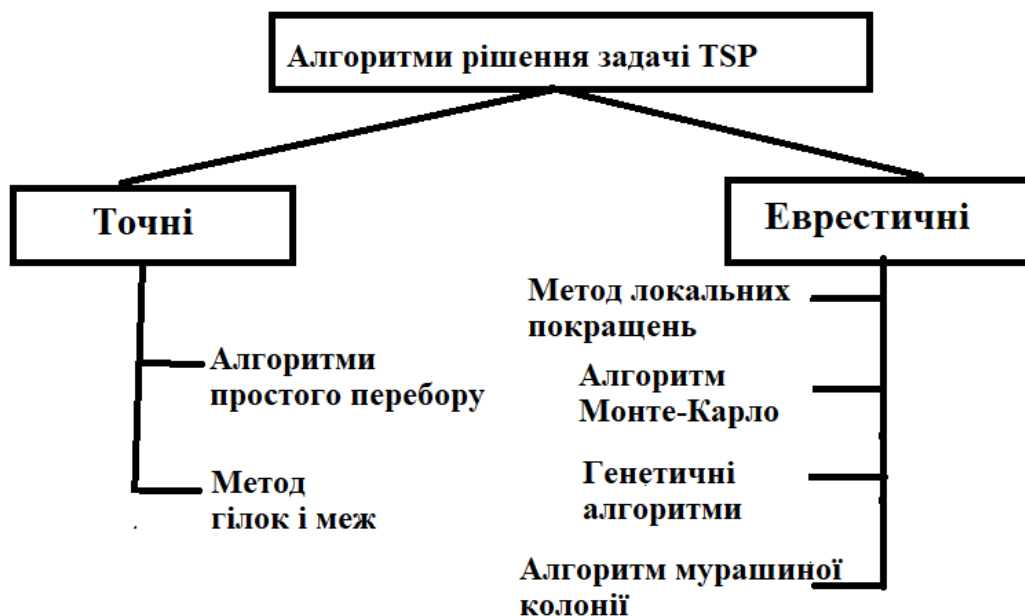 Алгоритми рішення задачі TSP
Точні
Еврестичні
Алгоритми
простого перебору
Метод
гілок і меж
Метод локальних
покращень
Алгоритм
Монте-Карло
Генетичні
алгоритми
Алгоритм мурашиної
колонії